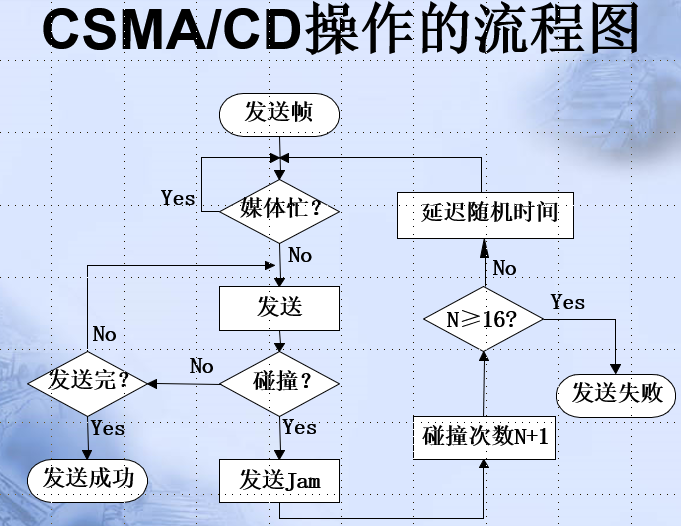 CSMA/CD操作的流程图
发送帧
Yes
媒体忙？
延迟随机时间
No
No
发送
N≥16?
Yes
No
发送完？
No
碰撞？
发送失败
Yes
Yes
碰撞次数N+1
发送成功
发送Jam